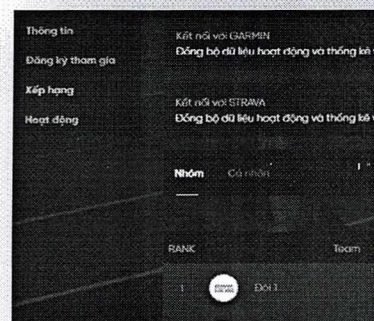 Thông tin
Đăng ký tham gia
Xếp hạng
Hoạt động
Kết nối với GARMIN
Đồng bộ dữ liệu hoạt động và thống kê
Kết nối với STRAVA
Đồng bộ dữ liệu hoạt động và thống kê
Nhóm Cá nhân
RANK Team
1 Đội 1